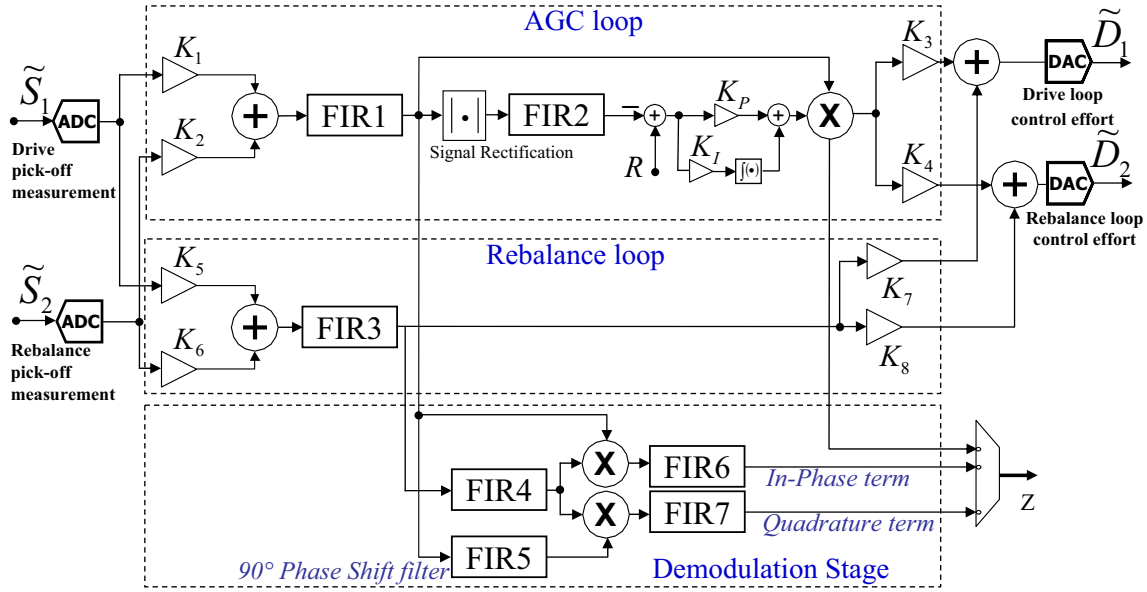 AGC loop
K₁
K₃
D̃₁
S̃₁
ADC
+
FIR1
|•|
FIR2
−
+
K_P
+
X
+
DAC
Drive loop
control effort
Drive
pick-off
measurement
K₂
Signal Rectification
R
K_I
∫(•)
K₄
D̃₂
+
DAC
Rebalance loop
control effort
Rebalance loop
S̃₂
ADC
K₅
+
FIR3
K₇
Rebalance
pick-off
measurement
K₆
K₈
X
FIR4
FIR6
In-Phase term
Z
X
FIR7
Quadrature term
90° Phase Shift filter
FIR5
Demodulation Stage